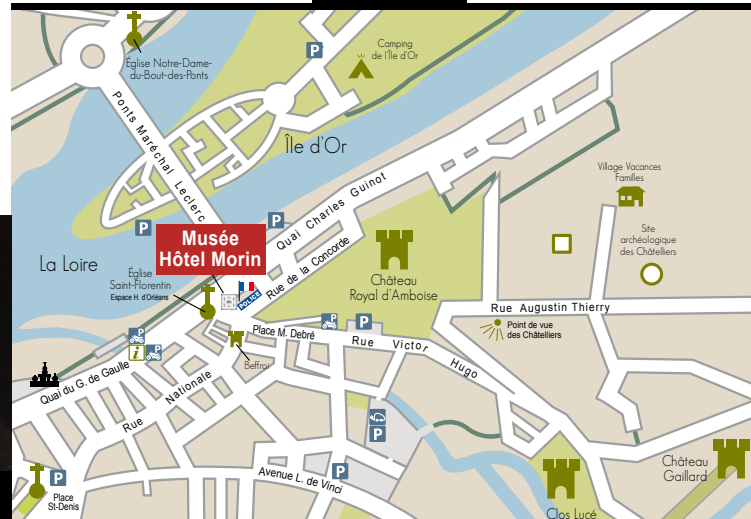 Église Notre-Dame-
du-Bout-des-Ponts
P
Camping
de l'Île d'Or
Ponts Maréchal Leclerc
Île d'Or
Quai Charles Guinot
Village Vacances
Familles
P
P
Musée
Hôtel Morin
Rue de la Concorde
Site
archéologique
des Châtelliers
La Loire
Église
Saint-Florentin
Espace H. d'Orléans
POLICE
Château
Royal d'Amboise
Rue Augustin Thierry
Point de vue
des Châtelliers
Place M. Debré
P
Rue Victor Hugo
Beffroi
i
Quai du G. de Gaulle
Rue Nationale
P
Château
Gaillard
P
Place
St-Denis
Avenue L. de Vinci
P
Clos Lucé